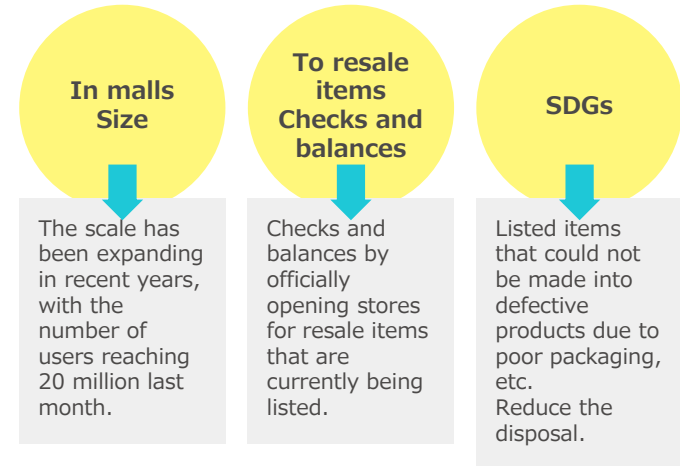 In malls
Size
To resale
items
Checks and
balances
SDGs
The scale has
been expanding
in recent years,
with the
number of
users reaching
20 million last
month.
Checks and
balances by
officially
opening stores
for resale items
that are
currently being
listed.
Listed items
that could not
be made into
defective
products due to
poor packaging,
etc.
Reduce the
disposal.